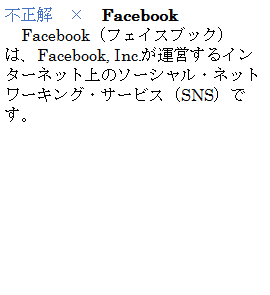 不正解　×　Facebook
　Facebook（フェイスブック）
は、Facebook, Inc.が運営するイン
ターネット上のソーシャル・ネット
ワーキング・サービス（SNS）で
す。